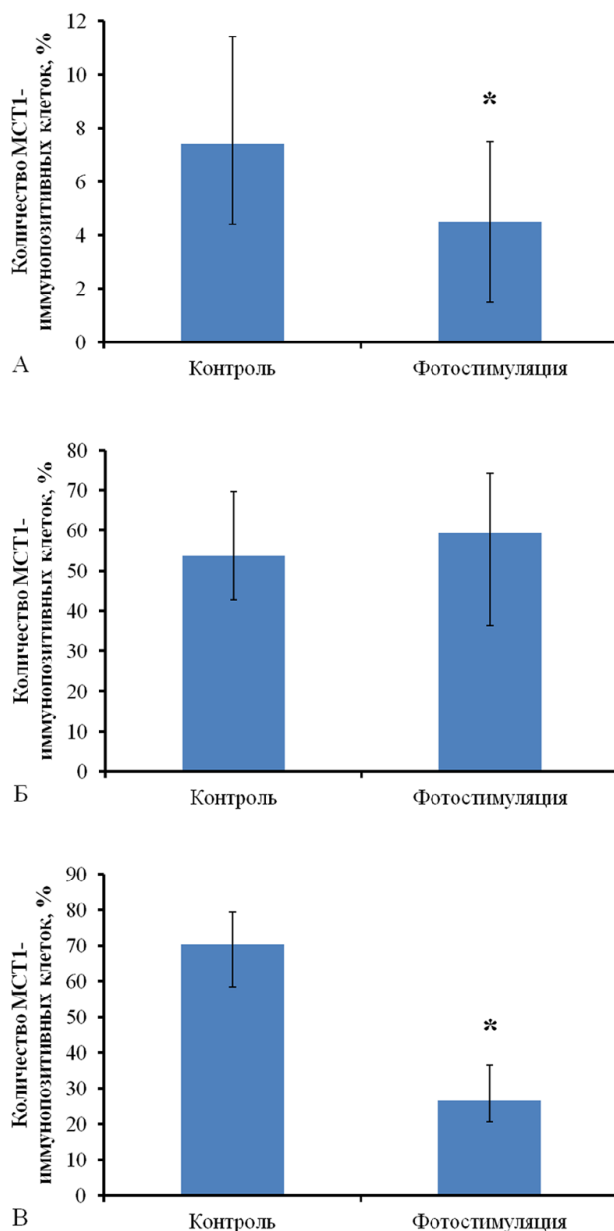 Количество МСТ1-
иммунопозитивных клеток, %
12
10
8
6
4
2
0
*
Контроль
Фотостимуляция
А
Количество МСТ1-
иммунопозитивных клеток, %
80
70
60
50
40
30
20
10
0
Контроль
Фотостимуляция
Б
Количество МСТ1-
иммунопозитивных клеток, %
90
80
70
60
50
40
30
20
10
0
*
Контроль
Фотостимуляция
В